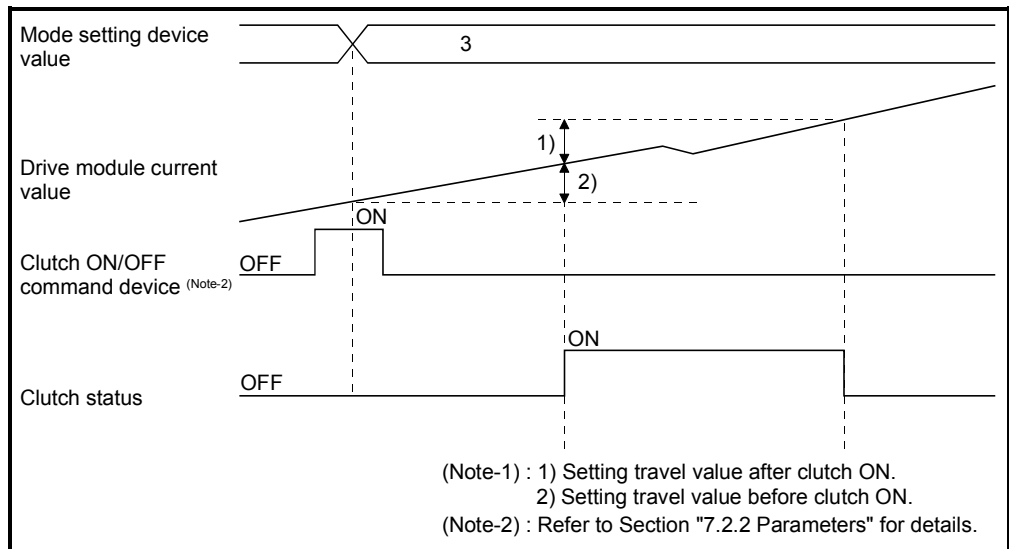 Mode setting device
value
3
1)
Drive module current
value
2)
ON
Clutch ON/OFF
command device (Note-2)
OFF
ON
OFF
Clutch status
(Note-1) : 1) Setting travel value after clutch ON.
2) Setting travel value before clutch ON.
(Note-2) : Refer to Section "7.2.2 Parameters" for details.